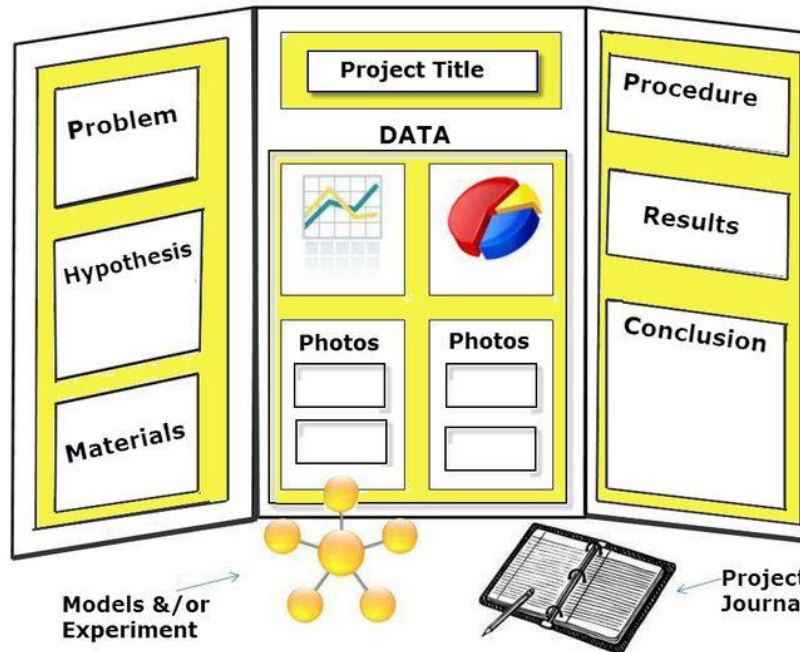 Problem
Hypothesis
Materials
Project Title
DATA
Photos
Photos
Procedure
Results
Conclusion
Models &/or
Experiment
Project
Journa